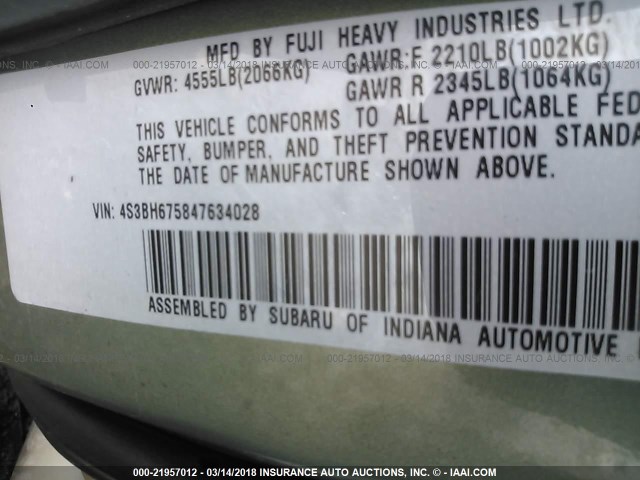 MFD BY FUJI HEAVY INDUSTRIES LTD.
GVWR: 4555LB(2066KG) GAWR:F 2210LB(1002KG)
GAWR R 2345LB(1064KG)
THIS VEHICLE CONFORMS TO ALL APPLICABLE FED
SAFETY, BUMPER, AND THEFT PREVENTION STANDA
THE DATE OF MANUFACTURE SHOWN ABOVE.
VIN: 4S3BH675847634028
ASSEMBLED BY SUBARU OF INDIANA AUTOMOTIVE
000-21957012 - 03/14/2018 INSURANCE AUTO AUCTIONS, INC. - © IAAI.COM